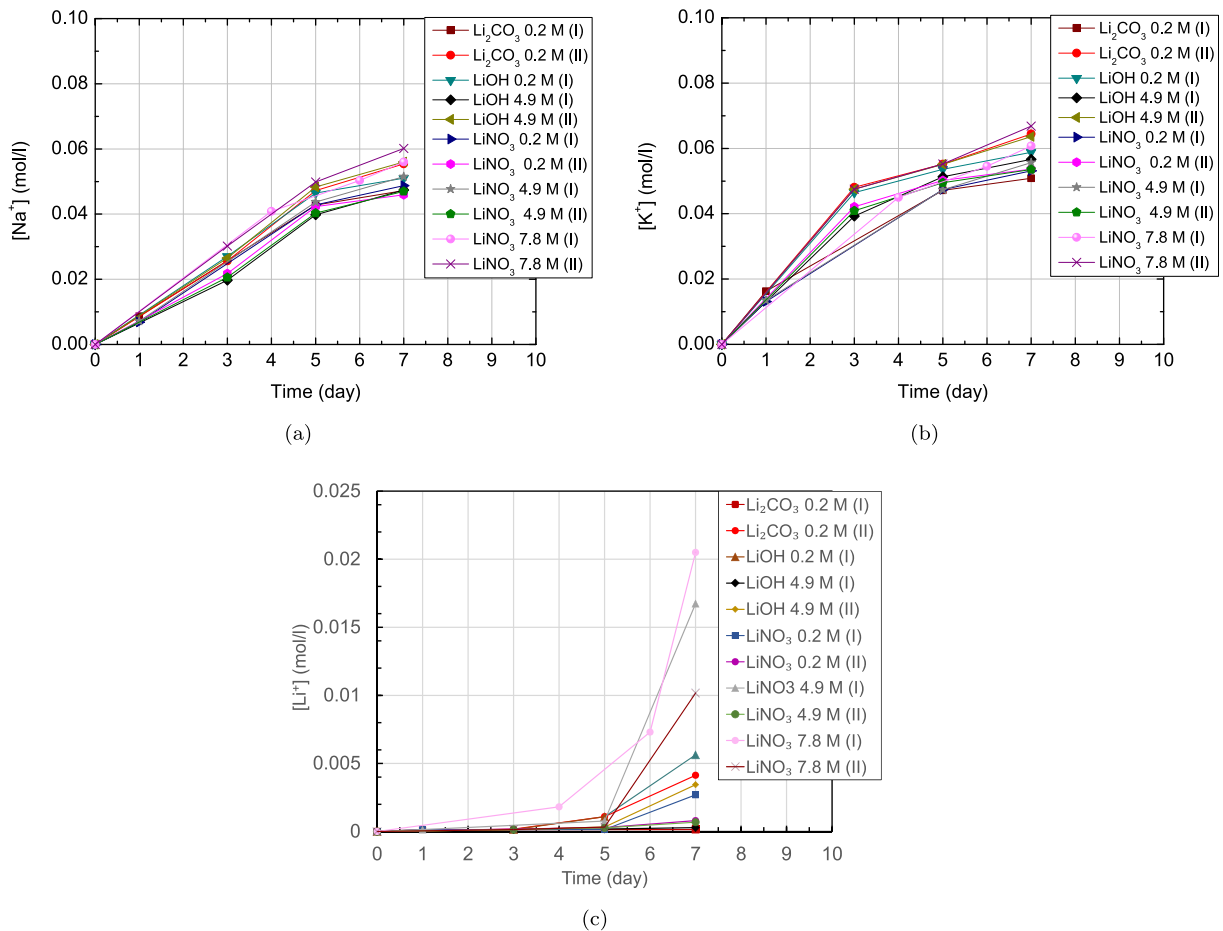 0.10
0.08
0.06
0.04
0.02
0.00
[Na⁺] (mol/l)
0 1 2 3 4 5 6 7 8 9 10
Time (day)
Li₂CO₃ 0.2 M (I)
Li₂CO₃ 0.2 M (II)
LiOH 0.2 M (I)
LiOH 4.9 M (I)
LiOH 4.9 M (II)
LiNO₃ 0.2 M (I)
LiNO₃ 0.2 M (II)
LiNO₃ 4.9 M (I)
LiNO₃ 4.9 M (II)
LiNO₃ 7.8 M (I)
LiNO₃ 7.8 M (II)
(a)
0.10
0.08
0.06
0.04
0.02
0.00
[K⁺] (mol/l)
0 1 2 3 4 5 6 7 8 9 10
Time (day)
Li₂CO₃ 0.2 M (I)
Li₂CO₃ 0.2 M (II)
LiOH 0.2 M (I)
LiOH 4.9 M (I)
LiOH 4.9 M (II)
LiNO₃ 0.2 M (I)
LiNO₃ 0.2 M (II)
LiNO₃ 4.9 M (I)
LiNO₃ 4.9 M (II)
LiNO₃ 7.8 M (I)
LiNO₃ 7.8 M (II)
(b)
0.025
0.02
0.015
0.01
0.005
0
[Li⁺] (mol/l)
0 1 2 3 4 5 6 7 8 9 10
Time (day)
Li₂CO₃ 0.2 M (I)
Li₂CO₃ 0.2 M (II)
LiOH 0.2 M (I)
LiOH 4.9 M (I)
LiOH 4.9 M (II)
LiNO₃ 0.2 M (I)
LiNO₃ 0.2 M (II)
LiNO3 4.9 M (I)
LiNO₃ 4.9 M (II)
LiNO₃ 7.8 M (I)
LiNO₃ 7.8 M (II)
(c)